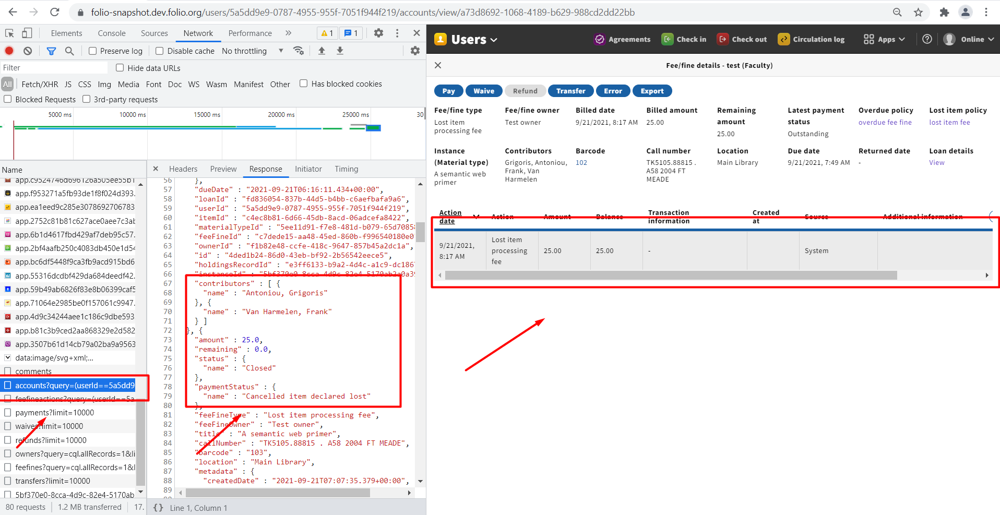 folio-snapshot.dev.folio.org/users/5a5dd9e9-0787-4955-955f-7051f944f219/accounts/view/a73d8692-1068-4189-b629-988cd2dd22bb
Elements Console Sources Network Performance 1 1
Preserve log Disable cache No throttling
Filter Hide data URLs
All Fetch/XHR JS CSS Img Media Font Doc WS Wasm Manifest Other Has blocked cookies
Blocked Requests 3rd-party requests
5000 ms 10000 ms 15000 ms 20000 ms 25000 ms 30
Name
app.c9524746d696126a505ee55b1
app.f953271a5fb93de1f8f024d393.
app.ea1eed9c285e3078692706783
app.2752c81b81c627ace0aee7c3ab
app.6b1d4617fbd429af7deb95c57.
app.2bf4aafb250c4083db450e1d54
app.bc6df5448f9ca3fb9acd915bd6
app.55316dcdbf429da684deedf42.
app.59b49ab6826f83e8b06399caf5
app.71064e2985be0f157061c9947.
app.4d9c34244aee1c186c9dbe593
app.b81c3b9ced2aa868329e2d582
app.3507b61d14cb79a02ba9a9563
data:image/svg+xml;...
comments
accounts?query=(userId==5a5dd9
feefineactions?query=(userId==5a
payments?limit=10000
waives?limit=10000
refunds?limit=10000
owners?query=cql.allRecords=1&li
feefines?query=cql.allRecords=1&l
transfers?limit=10000
5bf370e0-8cca-4d9c-82e4-5170ab
80 requests 1.2 MB transferred 17.
Headers Preview Response Initiator Timing
56 },
57 "dueDate" : "2021-09-21T06:16:11.434+00:00",
58 "loanId" : "fd836054-837b-44d5-b4bb-c6aefbafa9a6",
59 "userId" : "5a5dd9e9-0787-4955-955f-7051f944f219",
60 "itemId" : "c4ec8b81-6d66-45db-8acd-06adcefa8422",
61 "materialTypeId" : "5ee11d91-f7e8-481d-b079-65d70858
62 "feeFineId" : "c7dede15-aa48-45ed-860b-f996540180e0
63 "ownerId" : "f1b82e48-ccfe-418c-9647-857b45a2dc1a",
64 "id" : "4ded1b24-86d0-43eb-bf92-2b56542eece5",
65 "holdingsRecordId" : "e3ff6133-b9a2-4d4c-a1c9-dc1867
66 "instanceId" : "5bf370e0-8cca-4d9c-82e4-5170ab2a0a39
67 "contributors" : [ {
68 "name" : "Antoniou, Grigoris"
69 }, {
70 "name" : "Van Harmelen, Frank"
71 } ]
72 }, {
73 "amount" : 25.0,
74 "remaining" : 0.0,
75 "status" : {
76 "name" : "Closed"
77 },
78 "paymentStatus" : {
79 "name" : "Cancelled item declared lost"
80 },
81 "feeFineType" : "Lost item processing fee",
82 "feeFineOwner" : "Test owner",
83 "title" : "A semantic web primer",
84 "callNumber" : "TK5105.88815 . A58 2004 FT MEADE",
85 "barcode" : "103",
86 "location" : "Main Library",
87 "metadata" : {
88 "createdDate" : "2021-09-21T07:07:35.379+00:00",
89
{} Line 1, Column 1
Users Agreements Check in Check out Circulation log Apps Online
Fee/fine details - test (Faculty)
Pay Waive Refund Transfer Error Export
Fee/fine type
Lost item
processing fee
Fee/fine owner
Test owner
Billed date
9/21/2021, 8:17 AM
Billed amount
25.00
Remaining
amount
25.00
Latest payment
status
Outstanding
Overdue policy
overdue fee fine
Lost item policy
lost item fee
Instance
(Material type)
A semantic web
primer
Contributors
Grigoris, Antoniou,
Frank, Van
Harmelen
Barcode
102
Call number
TK5105.88815 .
A58 2004 FT
MEADE
Location
Main Library
Due date
9/21/2021, 7:49 AM
Returned date
-
Loan details
View
Action
date
Action
Amount
Balance
Transaction
information
Created
at
Source
Additional information
9/21/2021,
8:17 AM
Lost item
processing
fee
25.00
25.00
-
System